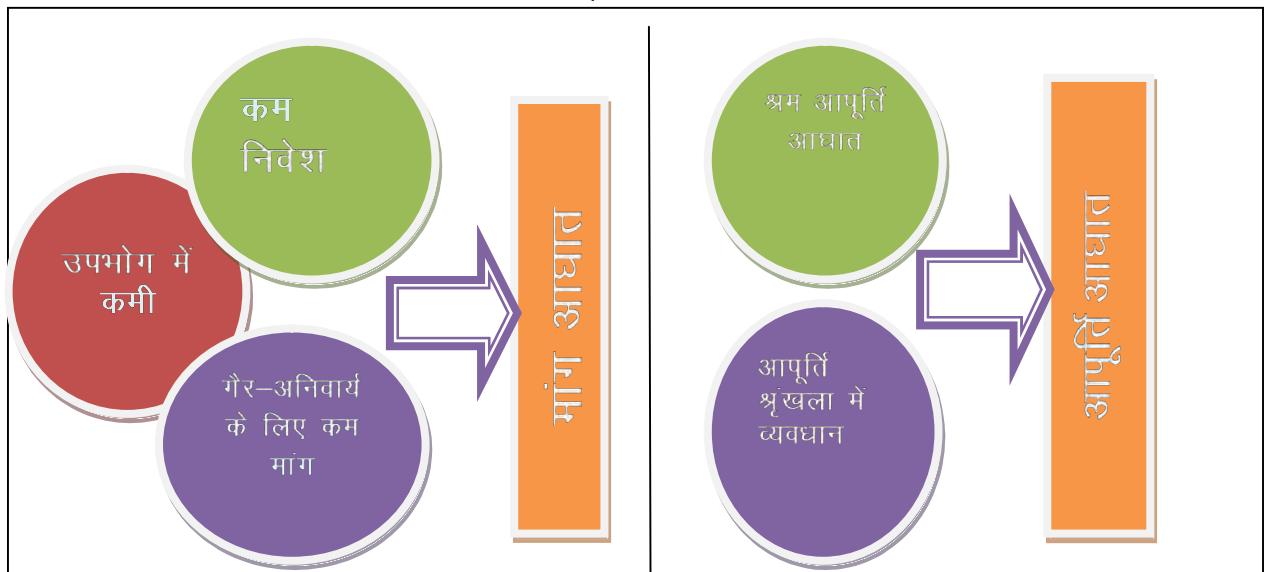 कम
निवेश
उपभोग में
कमी
गैर–अनिवार्य
के लिए कम
मांग
मांग आघात
श्रम आपूर्ति
आघात
आपूर्ति
श्रृंखला में
व्यवधान
आपूर्ति आघात